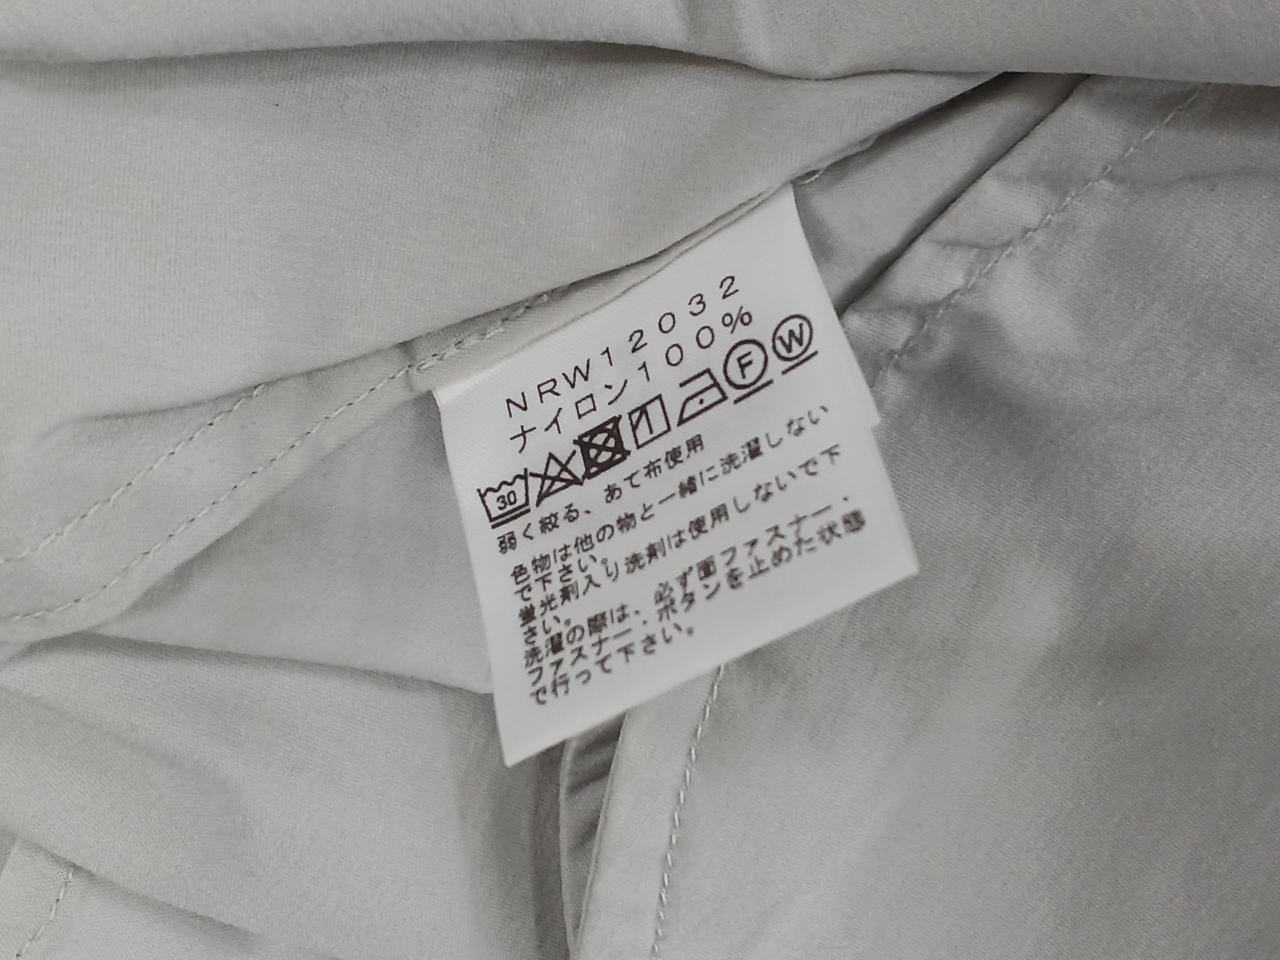 NRW12032
ナイロン100%
30 F W
弱く絞る、あて布使用
色物は他の物と一緒に洗濯しない
で下さい。
蛍光剤入り洗剤は使用しないで下
さい。
洗濯の際は、必ず面ファスナー・
ファスナー・ボタンを止めた状態
で行って下さい。